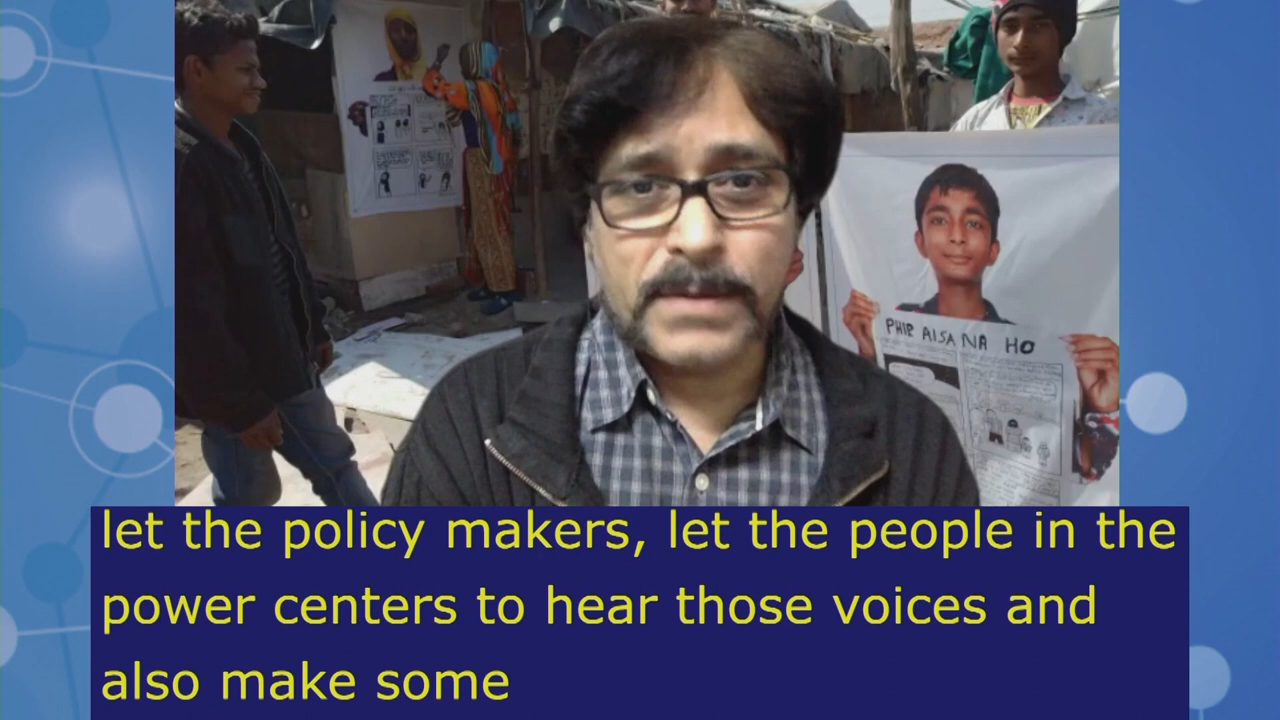 PHIR AISA NA HO
let the policy makers, let the people in the
power centers to hear those voices and
also make some